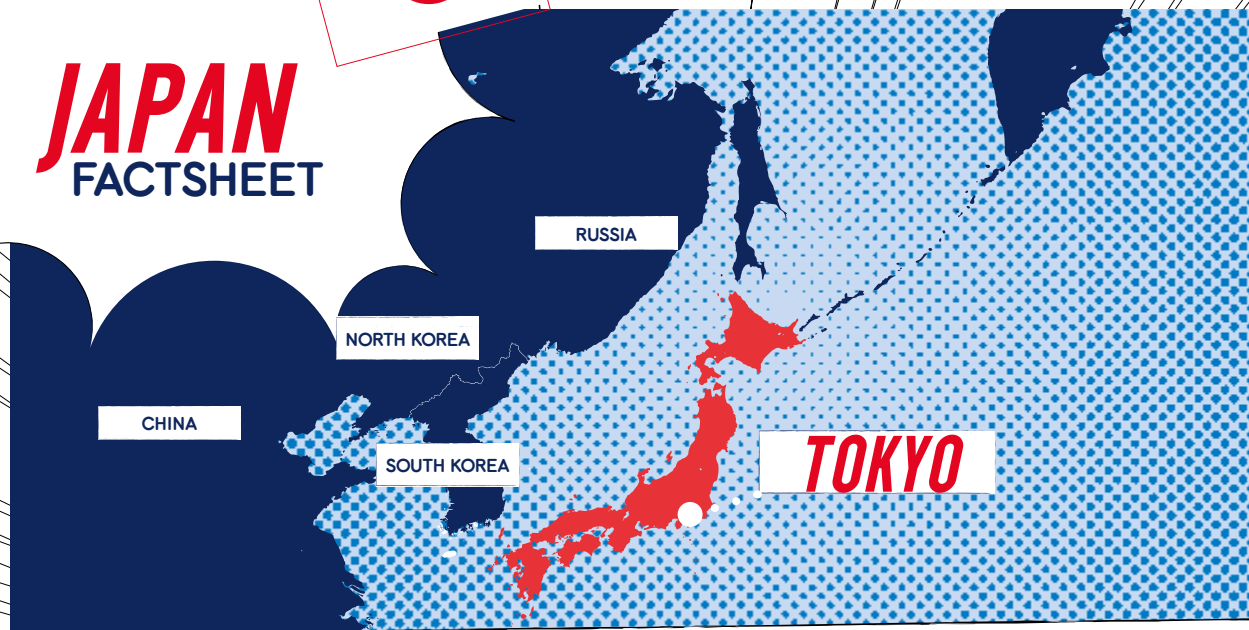 JAPAN
FACTSHEET
RUSSIA
NORTH KOREA
CHINA
SOUTH KOREA
TOKYO